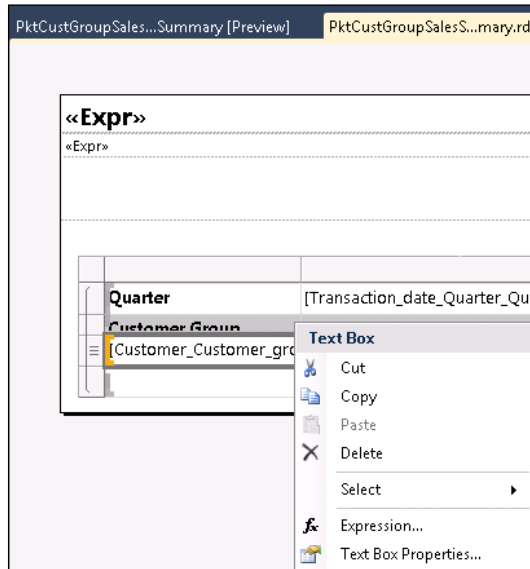 PktCustGroupSales...Summary [Preview]
PktCustGroupSalesS...mary.rd
«Expr»
«Expr»
Quarter [Transaction_date_Quarter_Qu
Customer Group
[Customer_Customer_gro
Text Box
Cut
Copy
Paste
Delete
Select
fx Expression...
Text Box Properties...